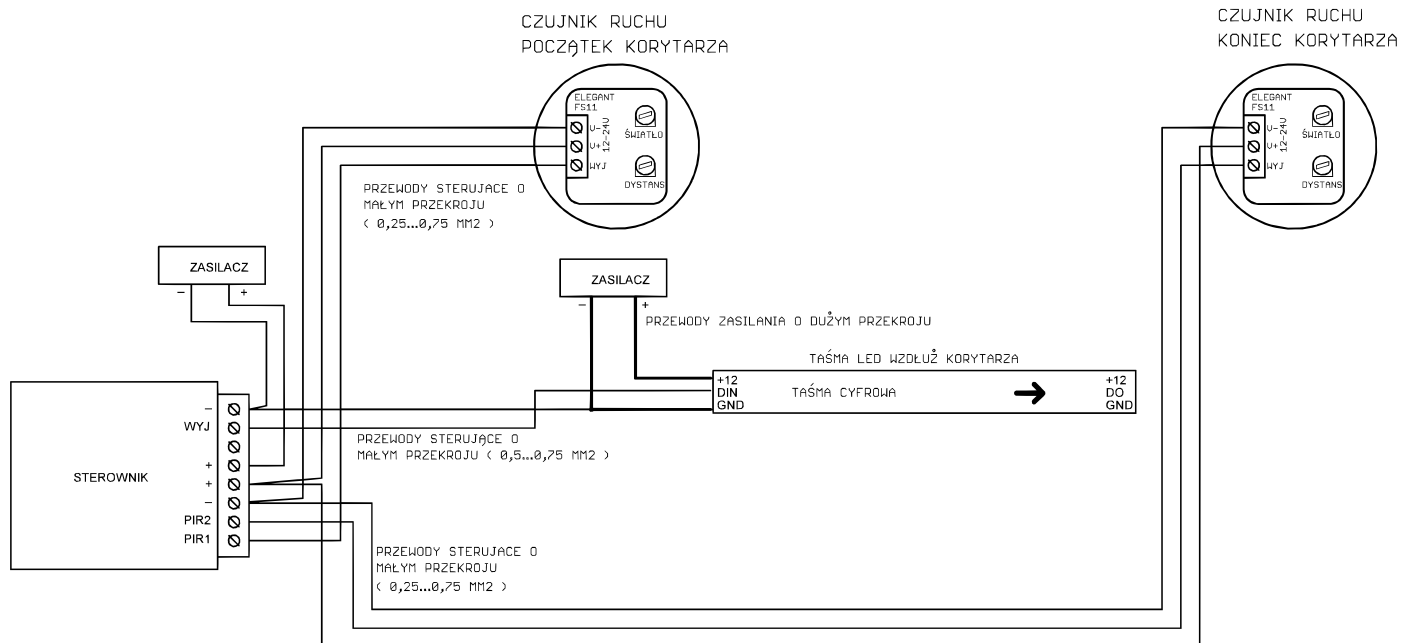 CZUJNIK RUCHU
POCZĄTEK KORYTARZA
CZUJNIK RUCHU
KONIEC KORYTARZA
ELEGANT
FS11
V-
V+
WYJ
12-24V
ŚWIATŁO
DYSTANS
ELEGANT
FS11
V-
V+
WYJ
12-24V
ŚWIATŁO
DYSTANS
PRZEWODY STERUJACE O
MAŁYM PRZEKROJU
( 0,25...0,75 MM2 )
ZASILACZ
- +
ZASILACZ
- +
PRZEWODY ZASILANIA O DUŻYM PRZEKROJU
TAŚMA LED WZDŁUŻ KORYTARZA
+12
DIN
GND
TAŚMA CYFROWA
+12
DO
GND
STEROWNIK
-
WYJ
+
+
-
PIR2
PIR1
PRZEWODY STERUJĄCE O
MAŁYM PRZEKROJU ( 0,5...0,75 MM2 )
PRZEWODY STERUJACE O
MAŁYM PRZEKROJU
( 0,25...0,75 MM2 )